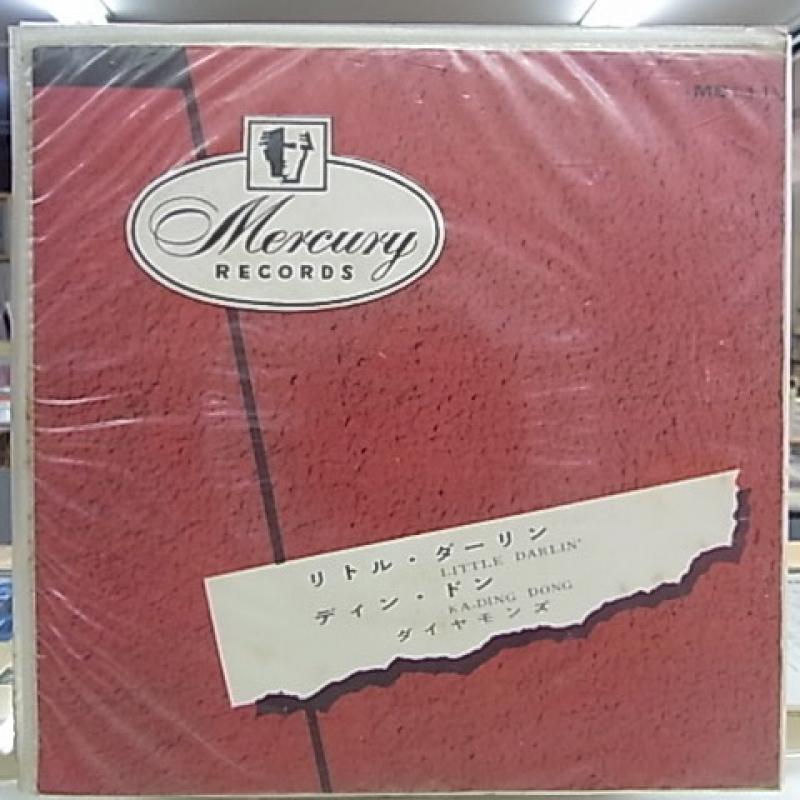 Mercury
RECORDS
リトル・ダーリン
LITTLE DARLIN'
デイン・ドン
KA-DING DONG
ダイヤモンズ